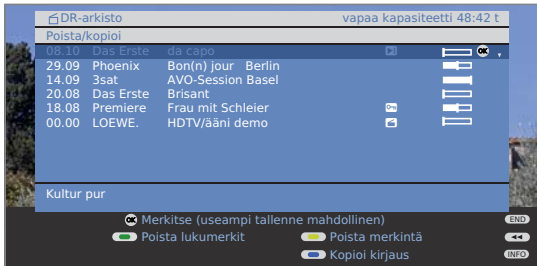 DR-arkisto vapaa kapasiteetti 48:42 t
Poista/kopioi
08.10 Das Erste da capo OK
29.09 Phoenix Bon(n) jour Berlin
14.09 3sat AVO-Session Basel
20.08 Das Erste Brisant
18.08 Premiere Frau mit Schleier
00.00 LOEWE. HDTV/ääni demo
Kultur pur
OK Merkitse (useampi tallenne mahdollinen) END
Poista lukumerkit Poista merkintä
Kopioi kirjaus INFO